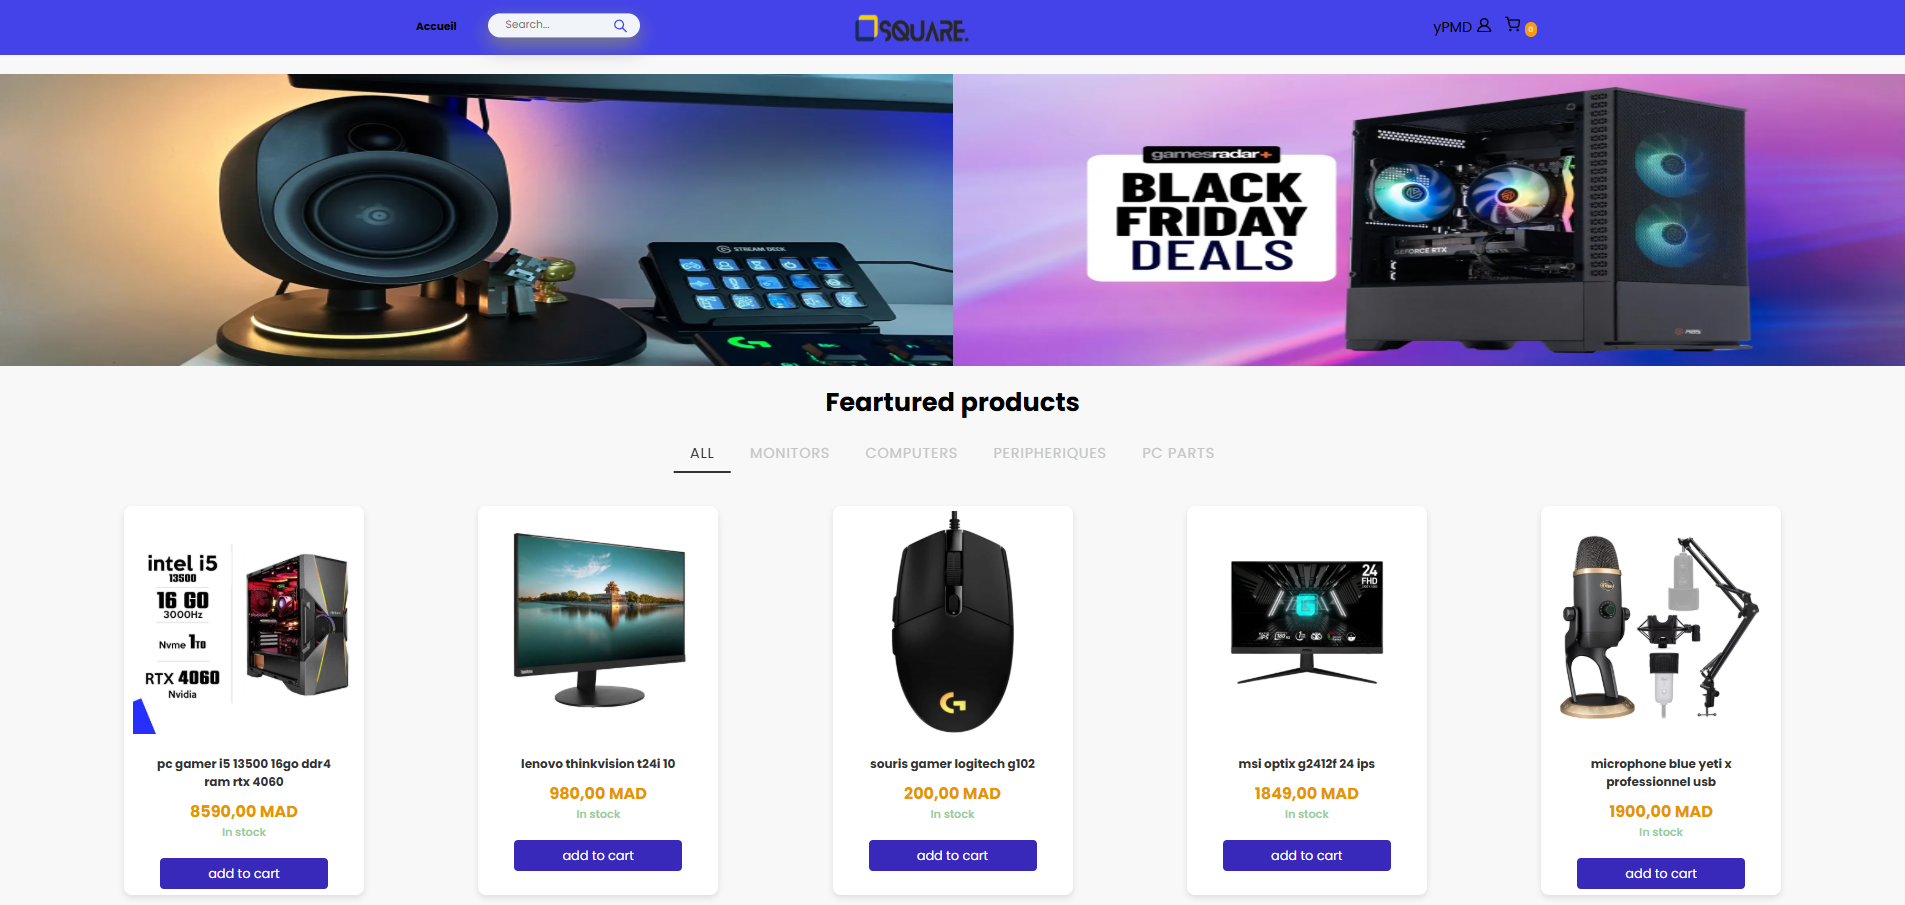 Accueil
Search...
SQUARE.
yPMD
0
STREAM DECK
gamesradar+
BLACK
FRIDAY
DEALS
GEFORCE RTX
Feartured products
ALL
MONITORS
COMPUTERS
PERIPHERIQUES
PC PARTS
intel i5
13500
16 GO
3000Hz
Nvme 1TO
RTX 4060
Nvidia
24
FHD
pc gamer i5 13500 16go ddr4
ram rtx 4060
8590,00 MAD
In stock
add to cart
lenovo thinkvision t24i 10
980,00 MAD
In stock
add to cart
souris gamer logitech g102
200,00 MAD
In stock
add to cart
msi optix g2412f 24 ips
1849,00 MAD
In stock
add to cart
microphone blue yeti x
professionnel usb
1900,00 MAD
In stock
add to cart